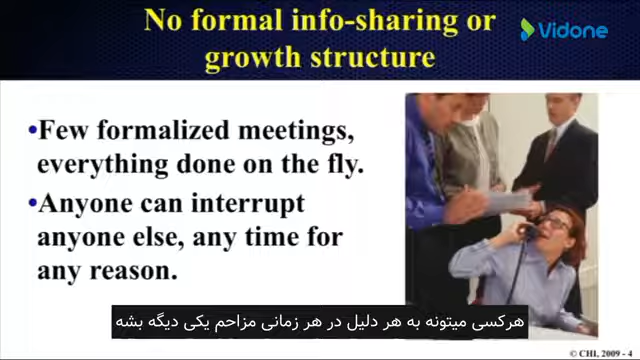 No formal info-sharing or
growth structure
Vidone
•Few formalized meetings,
everything done on the fly.
•Anyone can interrupt
anyone else, any time for
any reason.
هرکسی میتونه به هر دلیل در هر زمانی مزاحم یکی دیگه بشه
© CHI, 2009 - 4